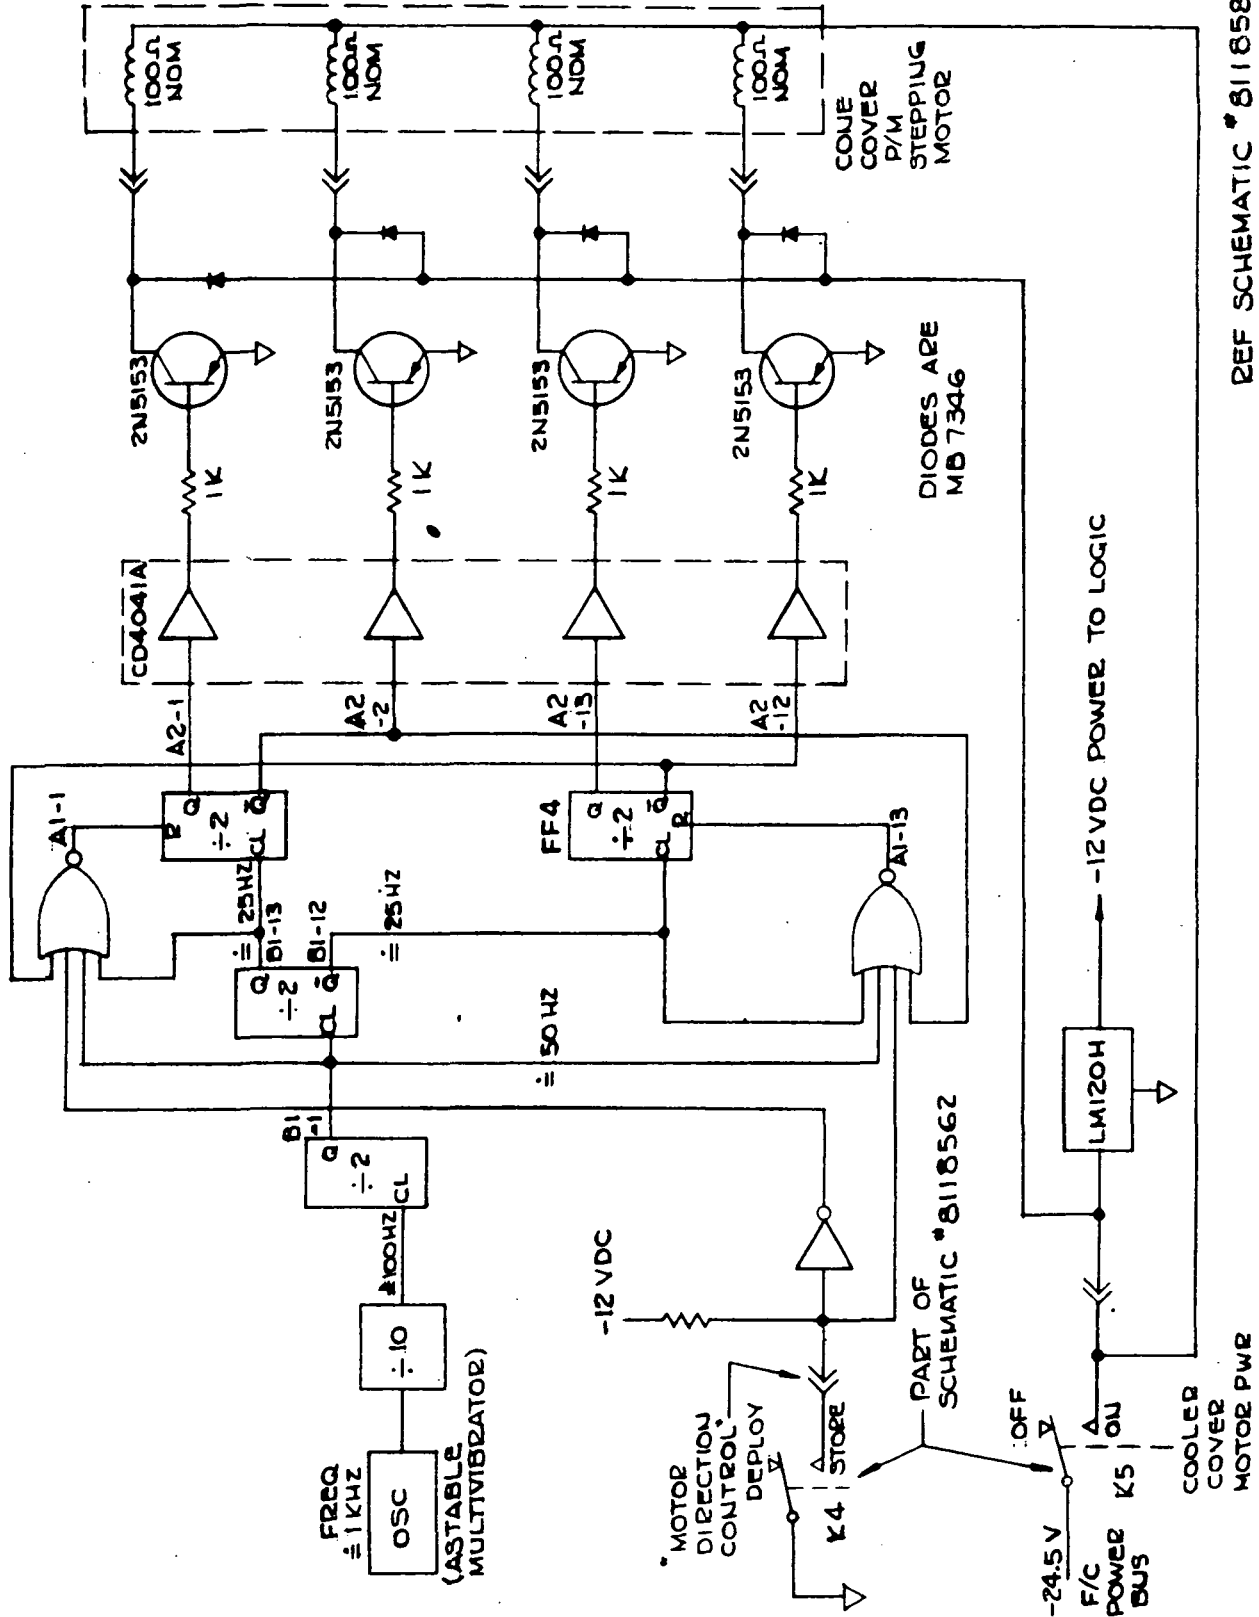 100Ω
NOM
100Ω
NOM
100Ω
NOM
100Ω
NOM
CONE
COVER
P/M
STEPPING
MOTOR
2N5153
2N5153
2N5153
2N5153
1K
1K
1K
1K
DIODES ARE
MB 7346
CD4041A
A2-1
A2
-2
A2
-13
A2
-12
A1-1
R
Q
÷2
CL
Q̄
FF4
Q
÷2
Q̄
CL
R
A1-13
≐ 25HZ
B1-13
B1-12
≐ 25HZ
Q
÷2
Q̄
CL
≐ 50HZ
B1
-1
Q
÷2
CL
≐100HZ
÷10
FREQ
≐ 1KHZ
OSC
(ASTABLE
MULTIVIBRATOR)
-12VDC
"MOTOR
DIRECTION
CONTROL"
DEPLOY
STORE
K4
PART OF
SCHEMATIC #8118562
LM120H
-12VDC POWER TO LOGIC
OFF
ON
K5
-24.5V
F/C
POWER
BUS
COOLER
COVER
MOTOR PWR
REF SCHEMATIC #811858